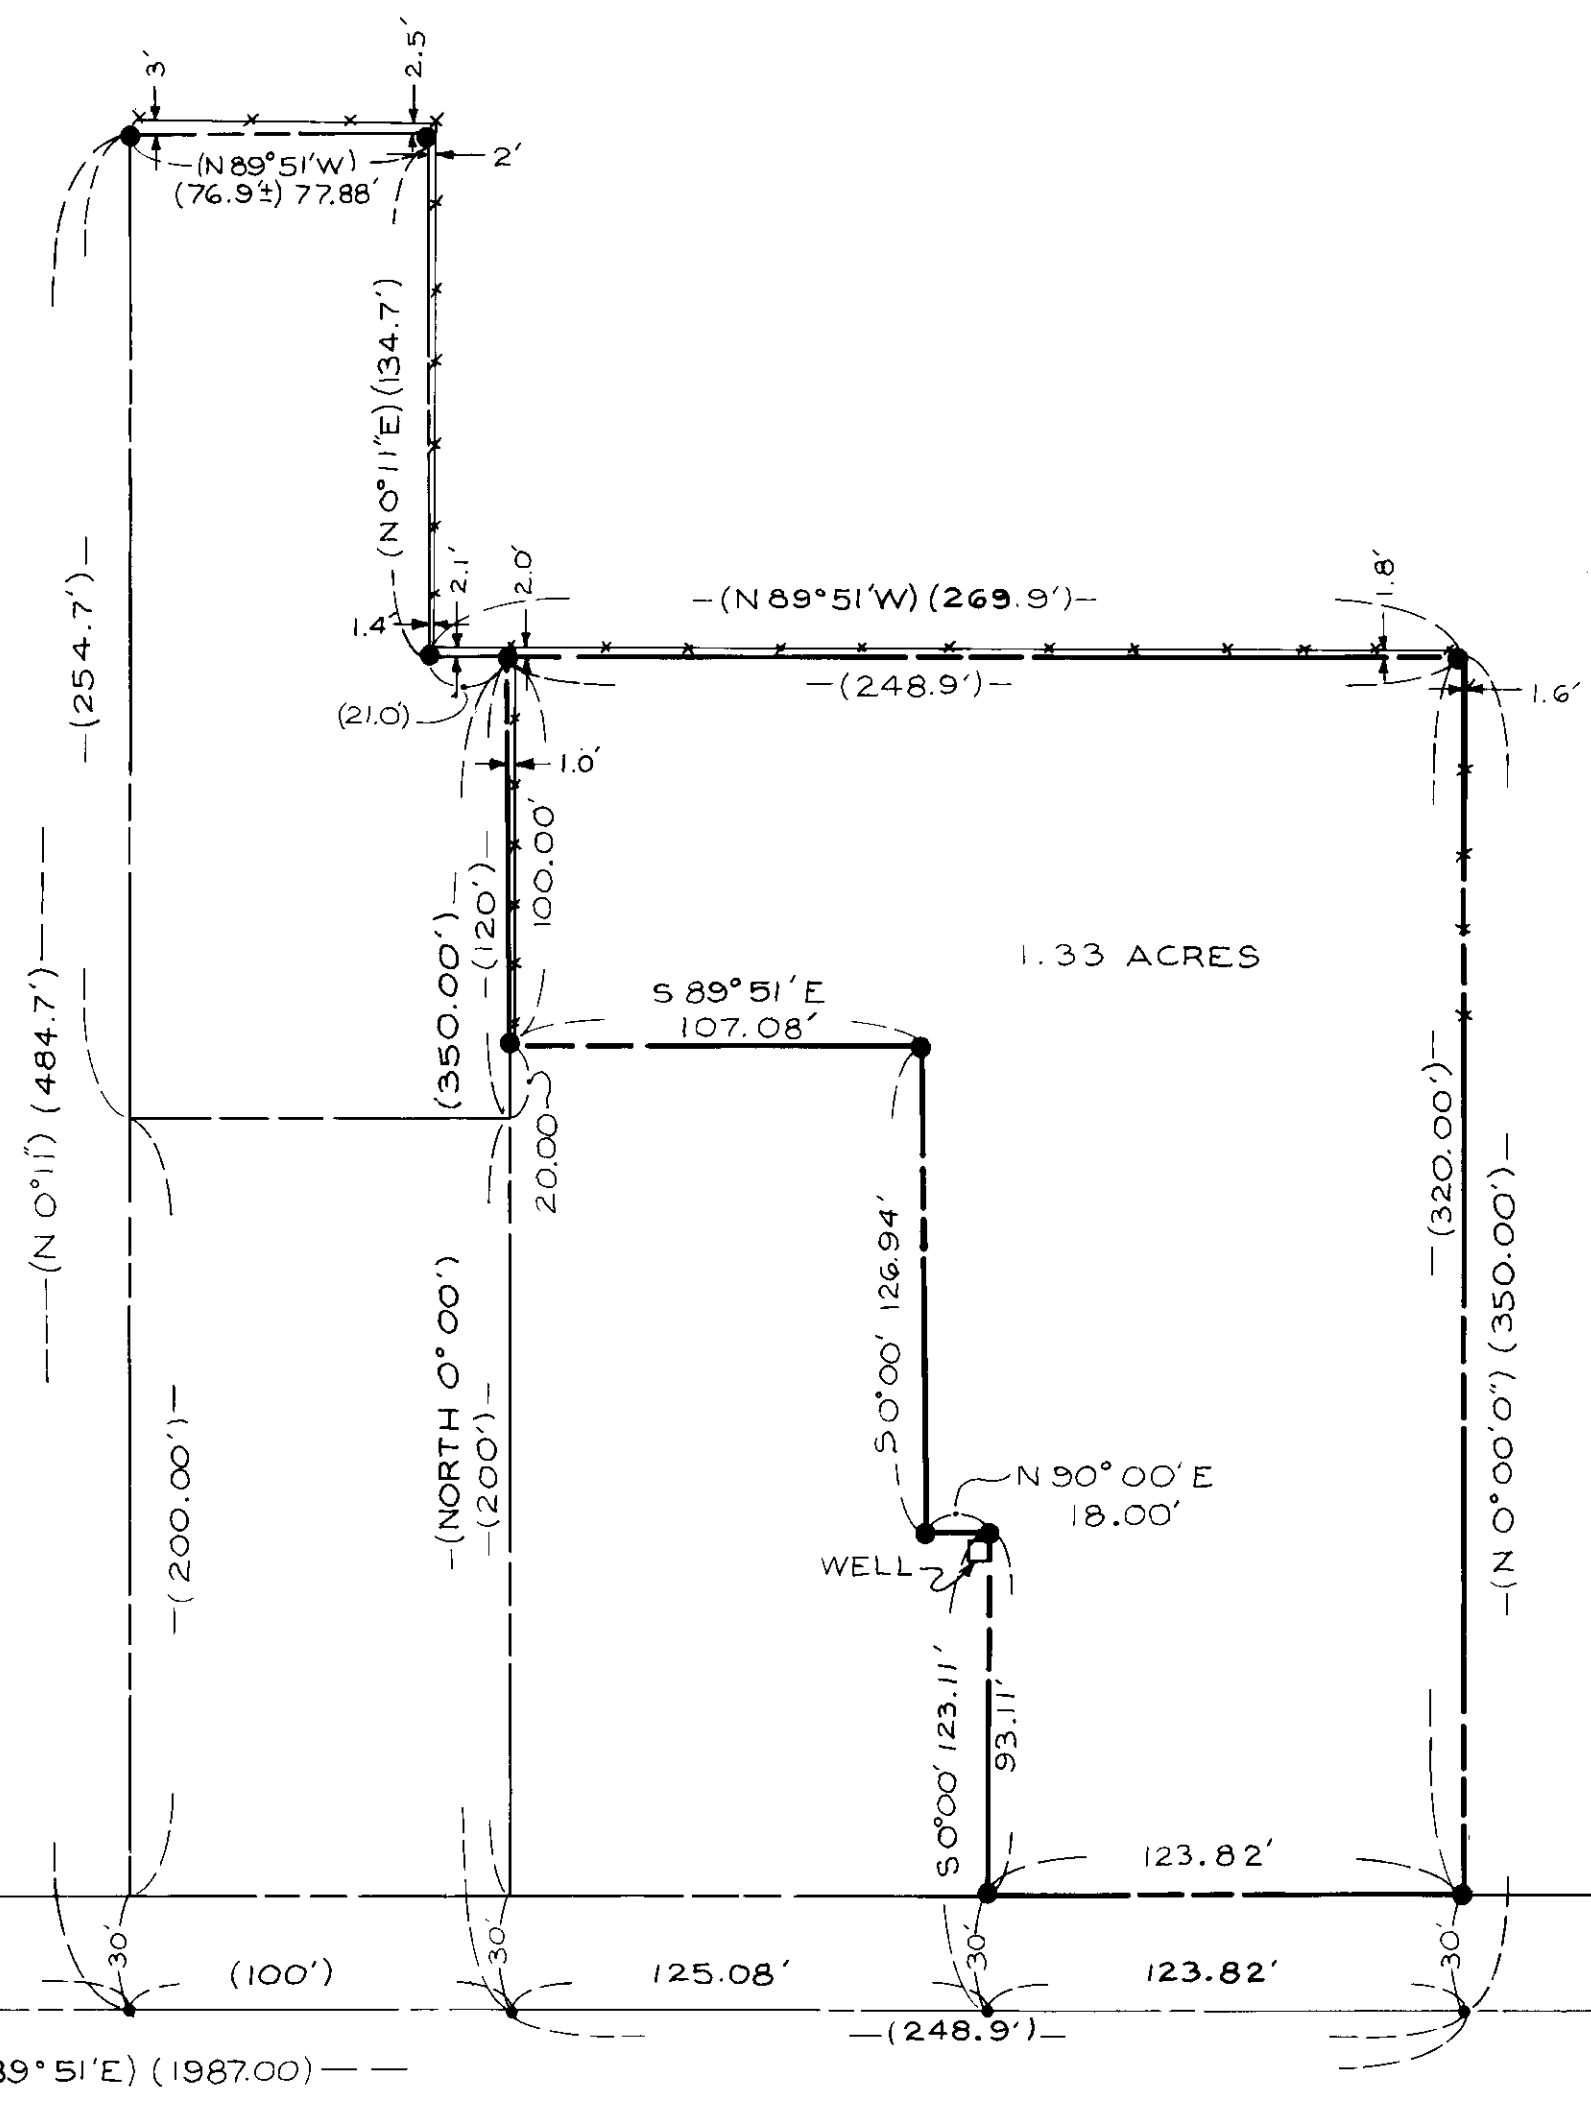 3'
2.5'
2'
(N 89°51'W)
(76.9'±) 77.88'
(N 0°11"E) (134.7')
1.4'
2.1'
2.0'
(N 89°51'W) (269.9')
1.8'
(248.9')
1.6'
(21.0')
1.0'
(254.7')
100.00'
(120')
(350.00')
1.33 ACRES
S 89°51'E
107.08'
(N 0°11") (484.7')
20.00
(320.00')
(N 0°00'0") (350.00')
S 0°00' 126.94'
(NORTH 0°00')
(200')
(200.00')
N 90°00'E
18.00'
WELL
S 0°00' 123.11'
93.11'
123.82'
30'
30'
30'
30'
(100')
125.08'
123.82'
(248.9')
89°51'E) (1987.00)